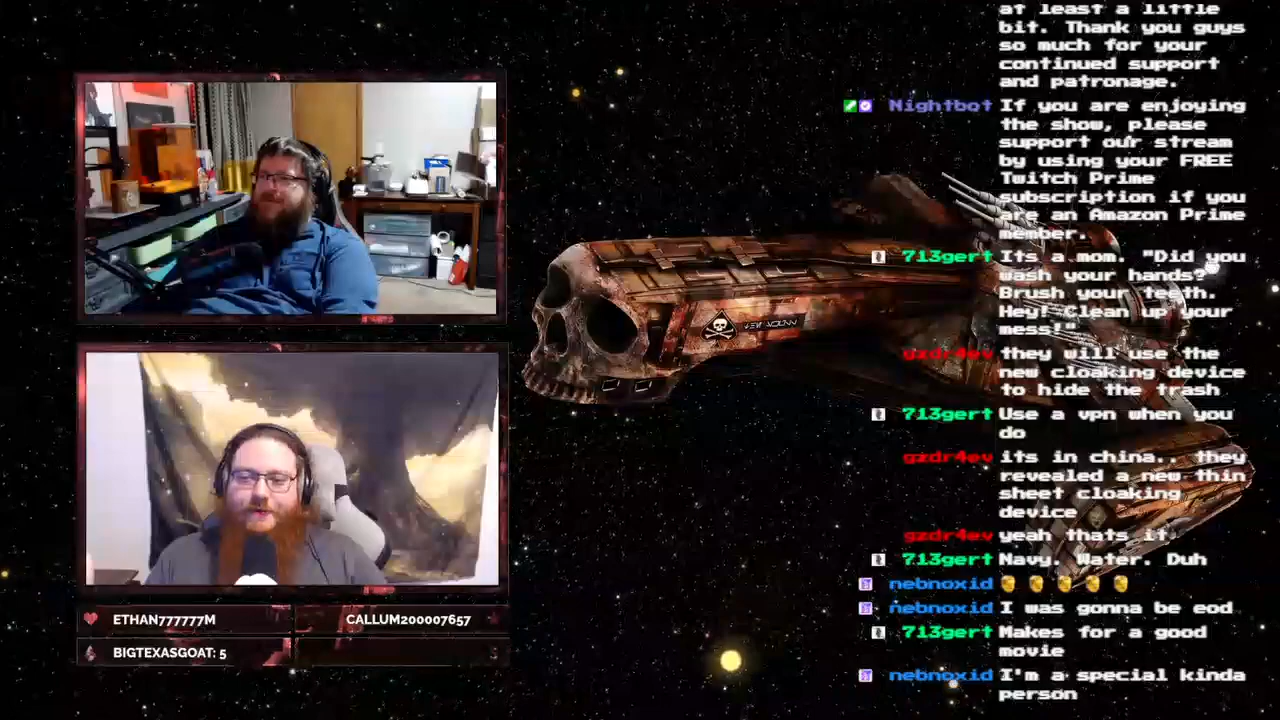 at least a little
bit. Thank you guys
so much for your
continued support
and patronage.
Nightbot If you are enjoying
the show, please
support our stream
by using your FREE
Twitch Prime
subscription if you
are an Amazon Prime
member.
713gert Its a mom. "Did you
wash your hands?
Brush your teeth.
Hey! Clean up your
mess!"
gzdr4ev they will use the
new cloaking device
to hide the trash
713gert Use a vpn when you
do
gzdr4ev its in china. they
revealed a new thin
sheet cloaking
device
gzdr4ev yeah thats it.
713gert Navy. Water. Duh
nebnoxid
nebnoxid I was gonna be eod
713gert Makes for a good
movie
nebnoxid I'm a special kinda
person
ETHAN777777M
CALLUM200007657
BIGTEXASGOAT: 5